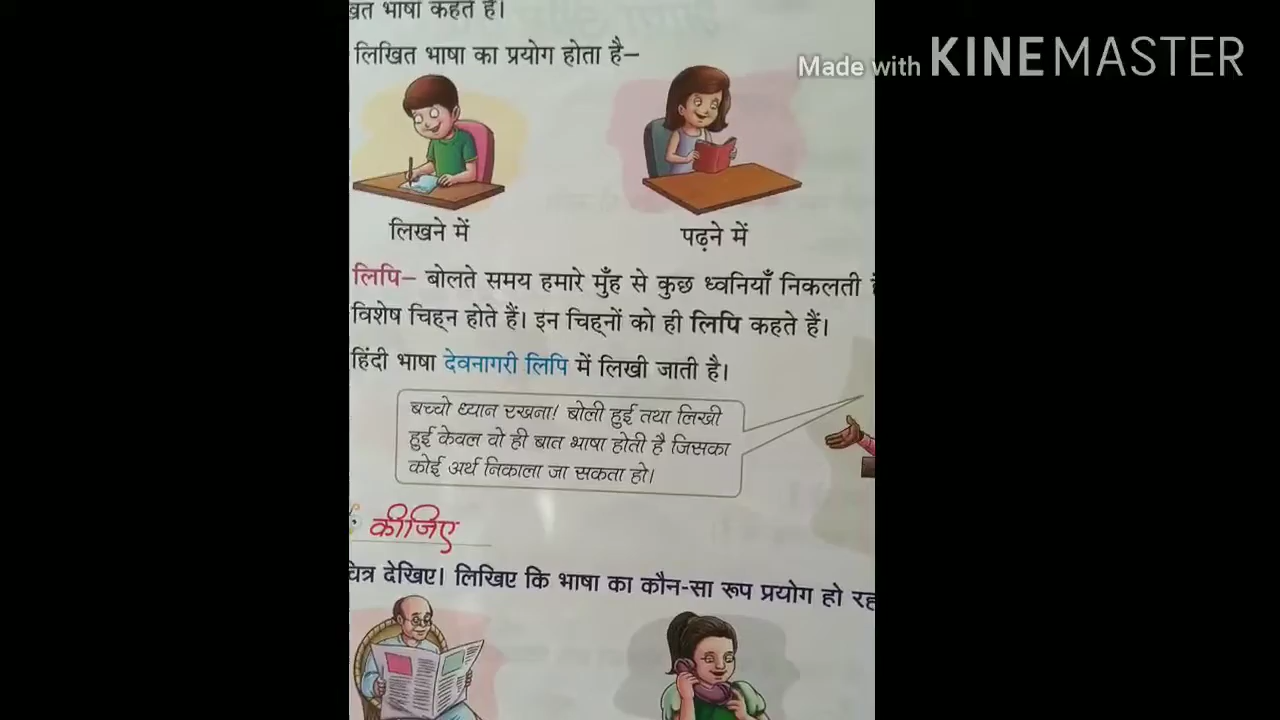 भाषा कहते हैं।
लिखित भाषा का प्रयोग होता है–
Made with KINEMASTER
लिखने में
पढ़ने में
लिपि– बोलते समय हमारे मुँह से कुछ ध्वनियाँ निकलती
विशेष चिह्न होते हैं। इन चिह्नों को ही लिपि कहते हैं।
हिंदी भाषा देवनागरी लिपि में लिखी जाती है।
बच्चो ध्यान रखना! बोली हुई तथा लिखी
हुई केवल वो ही बात भाषा होती है जिसका
कोई अर्थ निकाला जा सकता हो।
कीजिए
चित्र देखिए। लिखिए कि भाषा का कौन-सा रूप प्रयोग हो